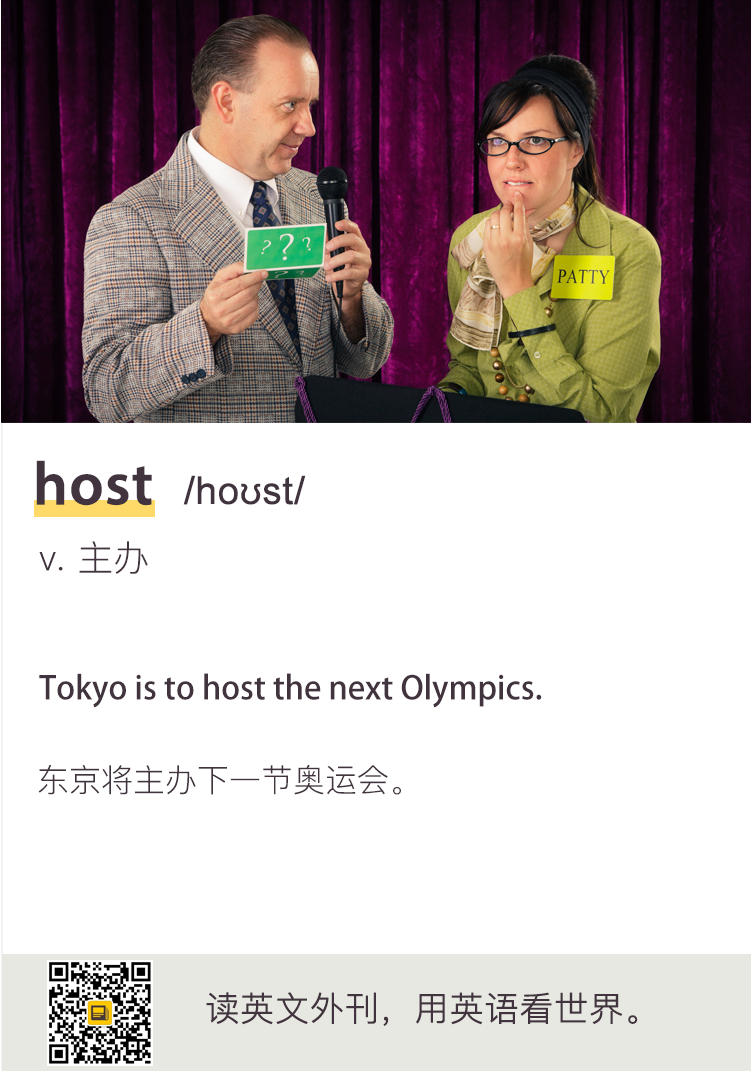 ? ? ?
? ?
PATTY
host /hoʊst/
v. 主办
Tokyo is to host the next Olympics.
东京将主办下一节奥运会。
读英文外刊，用英语看世界。